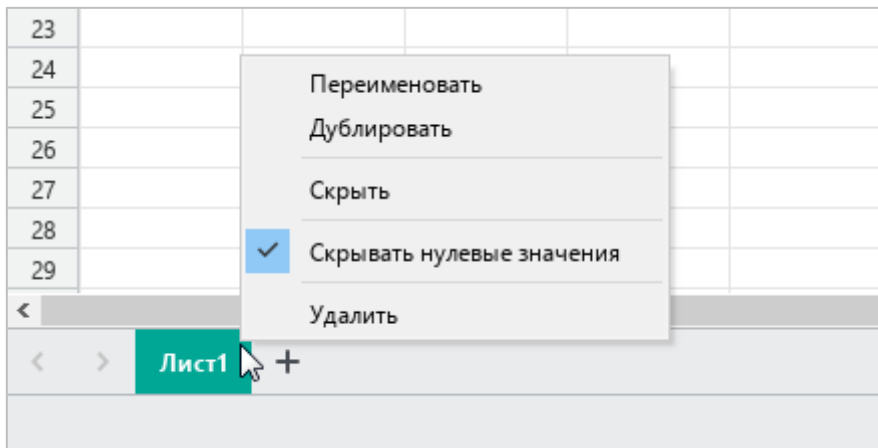 23
24
Переименовать
25
Дублировать
26
27
Скрыть
28
Скрывать нулевые значения
29
Удалить
Лист1 +